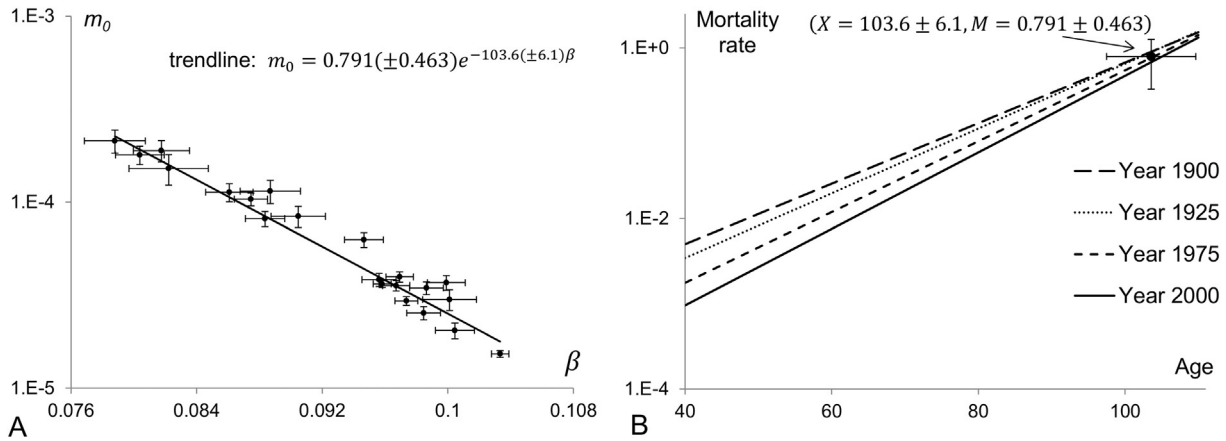 m₀
1.E-3
1.E-4
1.E-5
trendline: m₀ = 0.791(±0.463)e^−103.6(±6.1)β
β
0.076 0.084 0.092 0.1 0.108
A
Mortality
rate
(X = 103.6 ± 6.1, M = 0.791 ± 0.463)
1.E+0
1.E-2
1.E-4
Year 1900
Year 1925
Year 1975
Year 2000
Age
40 60 80 100
B